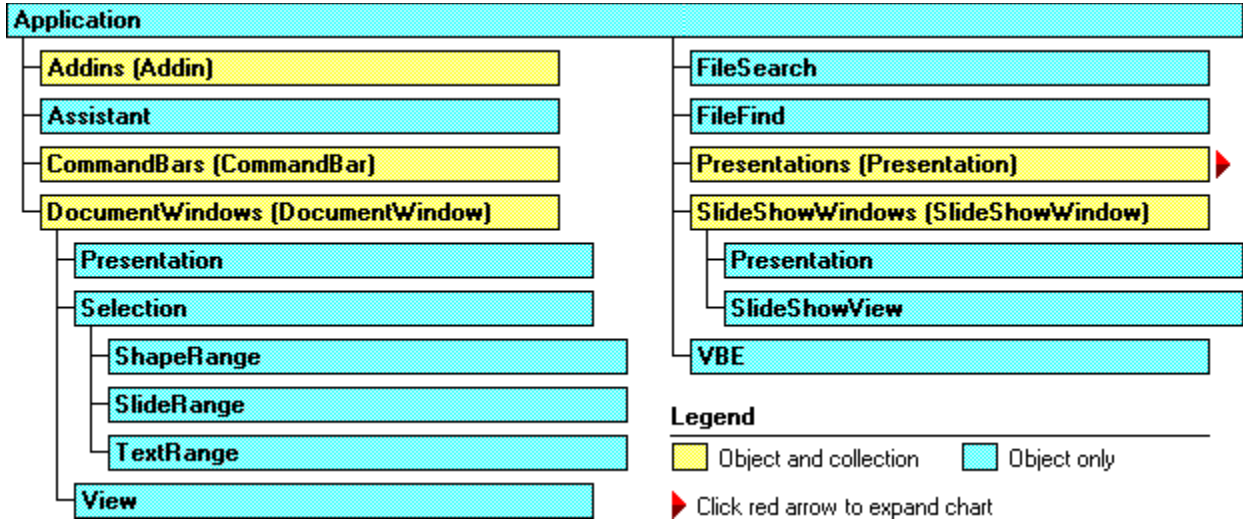 Application
Addins (Addin)
Assistant
CommandBars (CommandBar)
DocumentWindows (DocumentWindow)
Presentation
Selection
ShapeRange
SlideRange
TextRange
View
FileSearch
FileFind
Presentations (Presentation)
SlideShowWindows (SlideShowWindow)
Presentation
SlideShowView
VBE
Legend
Object and collection
Object only
Click red arrow to expand chart